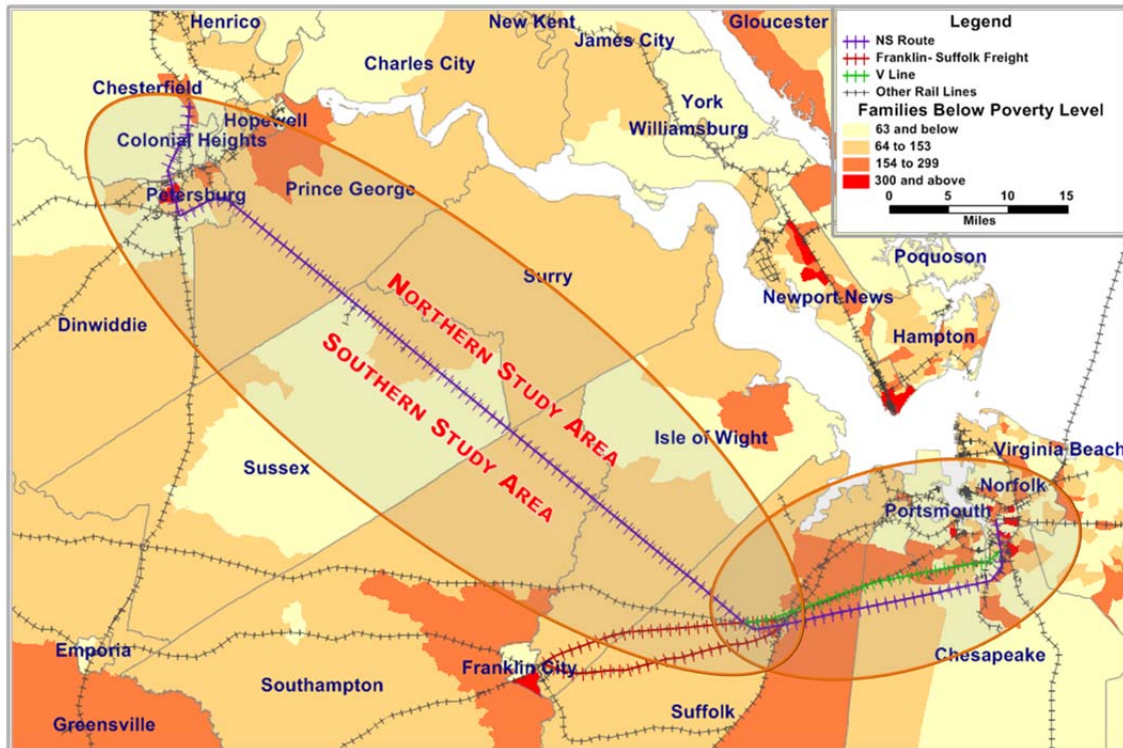 Henrico
New Kent
Gloucester
James City
Charles City
Chesterfield
York
Hopewell
Williamsburg
Colonial Heights
Petersburg
Prince George
Legend
NS Route
Franklin- Suffolk Freight
V Line
Other Rail Lines
Families Below Poverty Level
63 and below
64 to 153
154 to 299
300 and above
0 5 10 15
Miles
Poquoson
Surry
Newport News
Dinwiddie
Hampton
NORTHERN STUDY AREA
SOUTHERN STUDY AREA
Isle of Wight
Virginia Beach
Sussex
Norfolk
Portsmouth
Emporia
Franklin City
Chesapeake
Southampton
Suffolk
Greensville